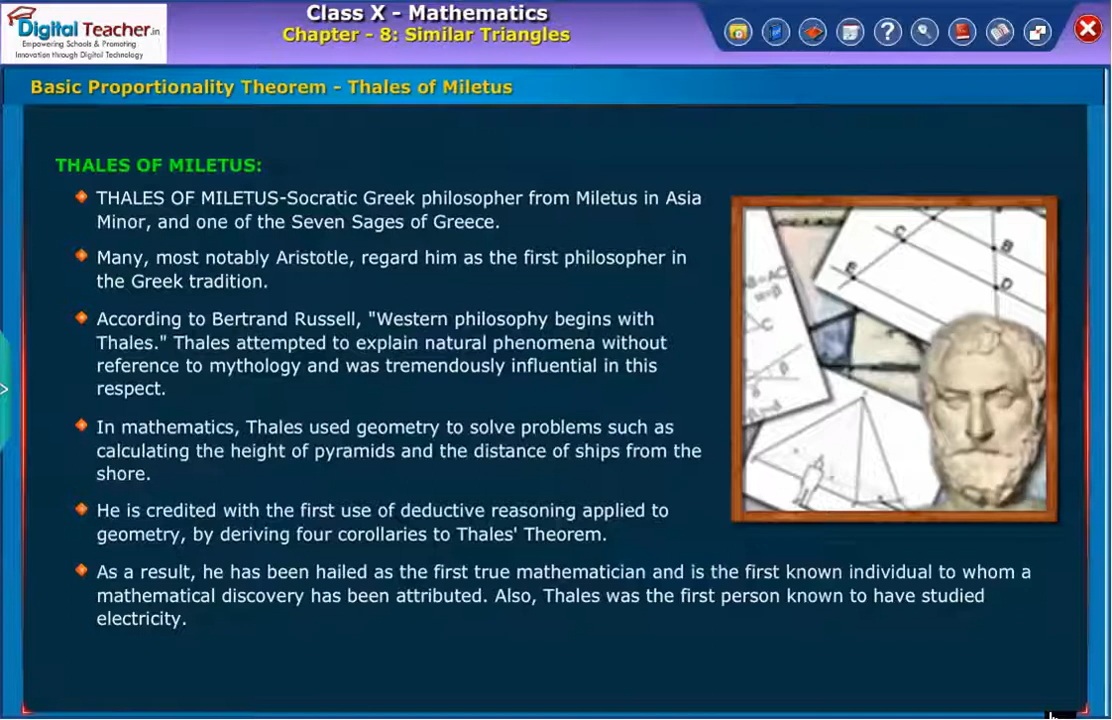 Digital Teacher.in
Empowering Schools & Promoting
Innovation through Digital Technology
Class X - Mathematics
Chapter - 8: Similar Triangles
Basic Proportionality Theorem - Thales of Miletus
THALES OF MILETUS:
THALES OF MILETUS-Socratic Greek philosopher from Miletus in Asia
Minor, and one of the Seven Sages of Greece.
Many, most notably Aristotle, regard him as the first philosopher in
the Greek tradition.
According to Bertrand Russell, "Western philosophy begins with
Thales." Thales attempted to explain natural phenomena without
reference to mythology and was tremendously influential in this
respect.
In mathematics, Thales used geometry to solve problems such as
calculating the height of pyramids and the distance of ships from the
shore.
He is credited with the first use of deductive reasoning applied to
geometry, by deriving four corollaries to Thales' Theorem.
As a result, he has been hailed as the first true mathematician and is the first known individual to whom a
mathematical discovery has been attributed. Also, Thales was the first person known to have studied
electricity.
C
B
E
D
C